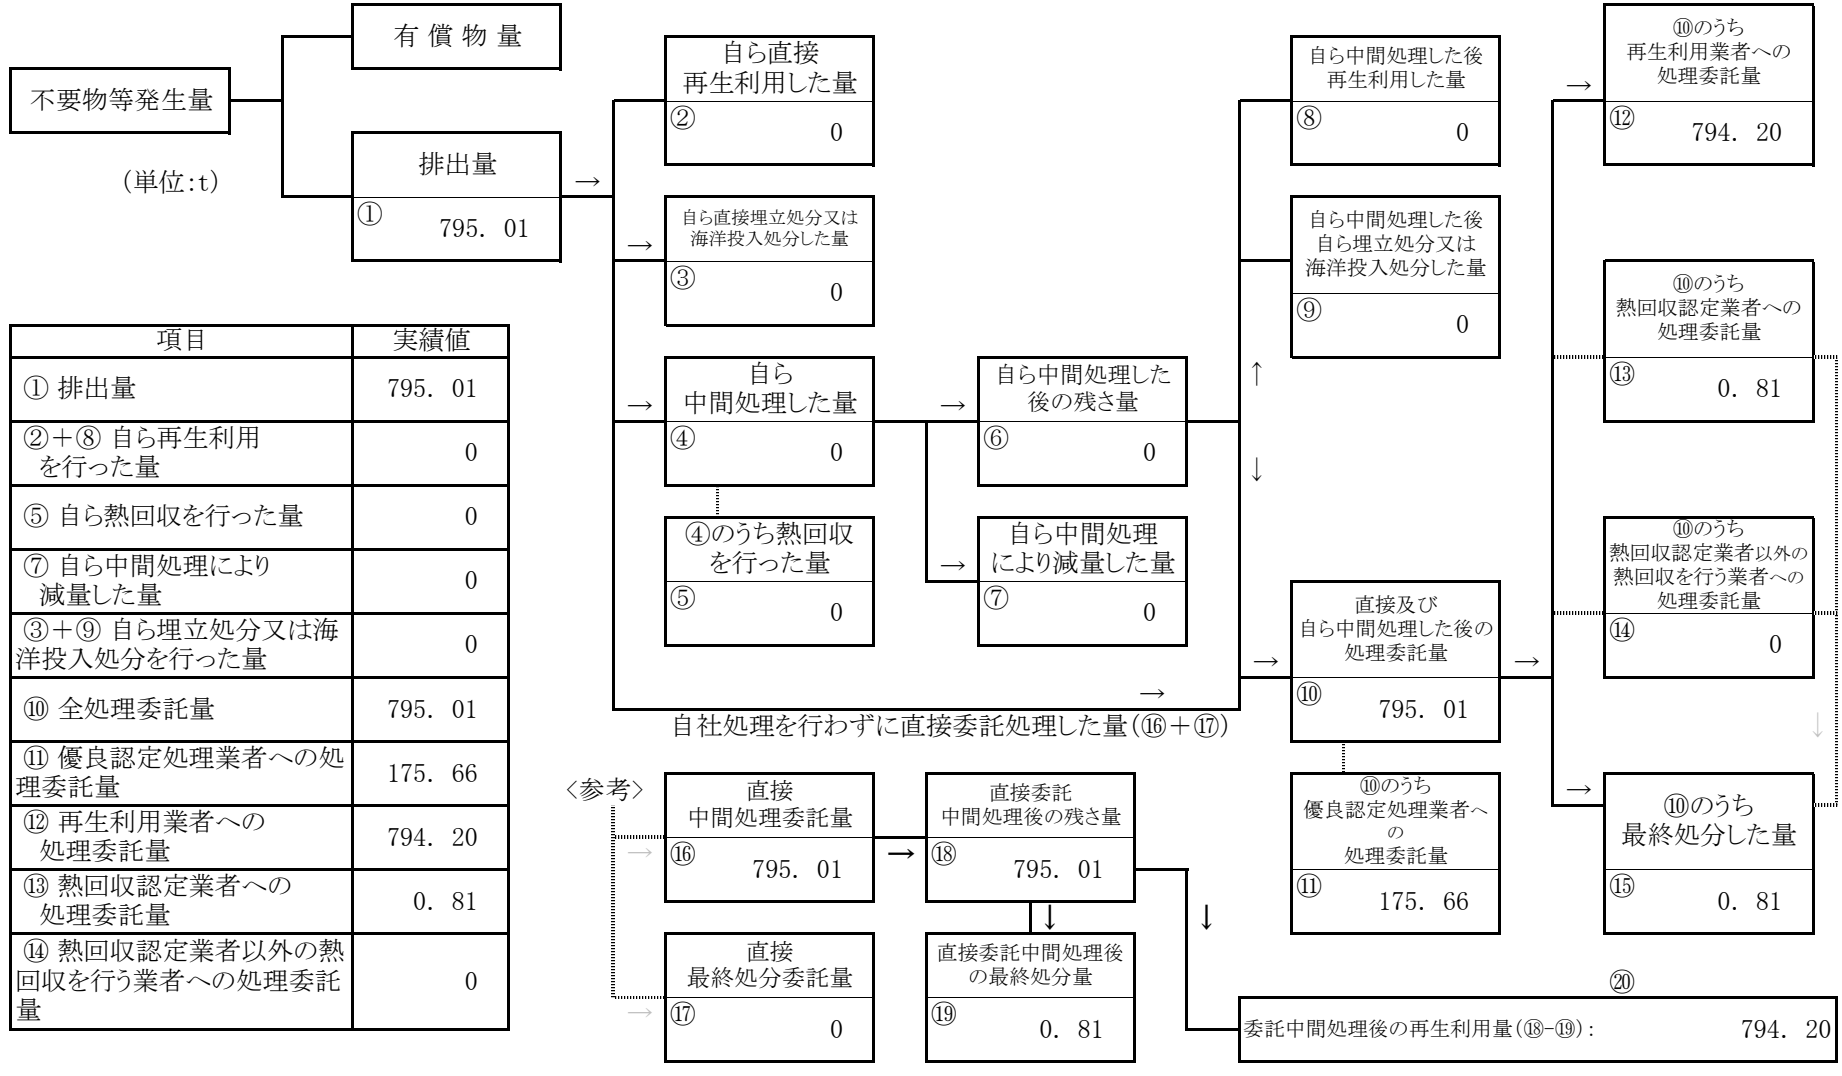 有償物量
不要物等発生量
(単位:t)
排出量
① 795.01
→
自ら直接
再生利用した量
② 0
→
自ら直接埋立処分又は
海洋投入処分した量
③ 0
→
自ら
中間処理した量
④ 0
④のうち熱回収
を行った量
⑤ 0
→
自ら中間処理した
後の残さ量
⑥ 0
→
自ら中間処理
により減量した量
⑦ 0
自ら中間処理した後
再生利用した量
⑧ 0
自ら中間処理した後
自ら埋立処分又は
海洋投入処分した量
⑨ 0
↑
↓
→
自社処理を行わずに直接委託処理した量(⑯+⑰)
→
直接及び
自ら中間処理した後の
処理委託量
⑩ 795.01
⑩のうち
優良認定処理業者へ
の
処理委託量
⑪ 175.66
→
→
⑩のうち
再生利用業者への
処理委託量
⑫ 794.20
⑩のうち
熱回収認定業者への
処理委託量
⑬ 0.81
⑩のうち
熱回収認定業者以外の
熱回収を行う業者への
処理委託量
⑭ 0
↓
→
⑩のうち
最終処分した量
⑮ 0.81
項目 実績値
① 排出量 795.01
②+⑧ 自ら再生利用
を行った量 0
⑤ 自ら熱回収を行った量 0
⑦ 自ら中間処理により
減量した量 0
③+⑨ 自ら埋立処分又は海
洋投入処分を行った量 0
⑩ 全処理委託量 795.01
⑪ 優良認定処理業者への処
理委託量 175.66
⑫ 再生利用業者への
処理委託量 794.20
⑬ 熱回収認定業者への
処理委託量 0.81
⑭ 熱回収認定業者以外の熱
回収を行う業者への処理委託
量 0
<参考>
→
直接
中間処理委託量
⑯ 795.01
→
直接
最終処分委託量
⑰ 0
→
直接委託
中間処理後の残さ量
⑱ 795.01
↓
直接委託中間処理後
の最終処分量
⑲ 0.81
↓
⑳
委託中間処理後の再生利用量(⑱-⑲): 794.20